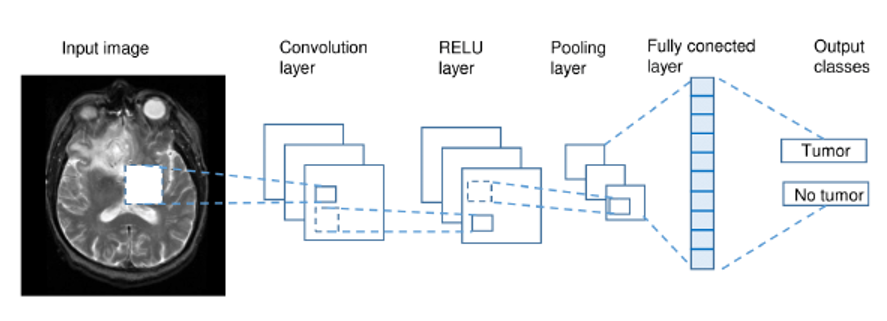 Input image
Convolution
layer
RELU
layer
Pooling
layer
Fully conected
layer
Output
classes
Tumor
No tumor